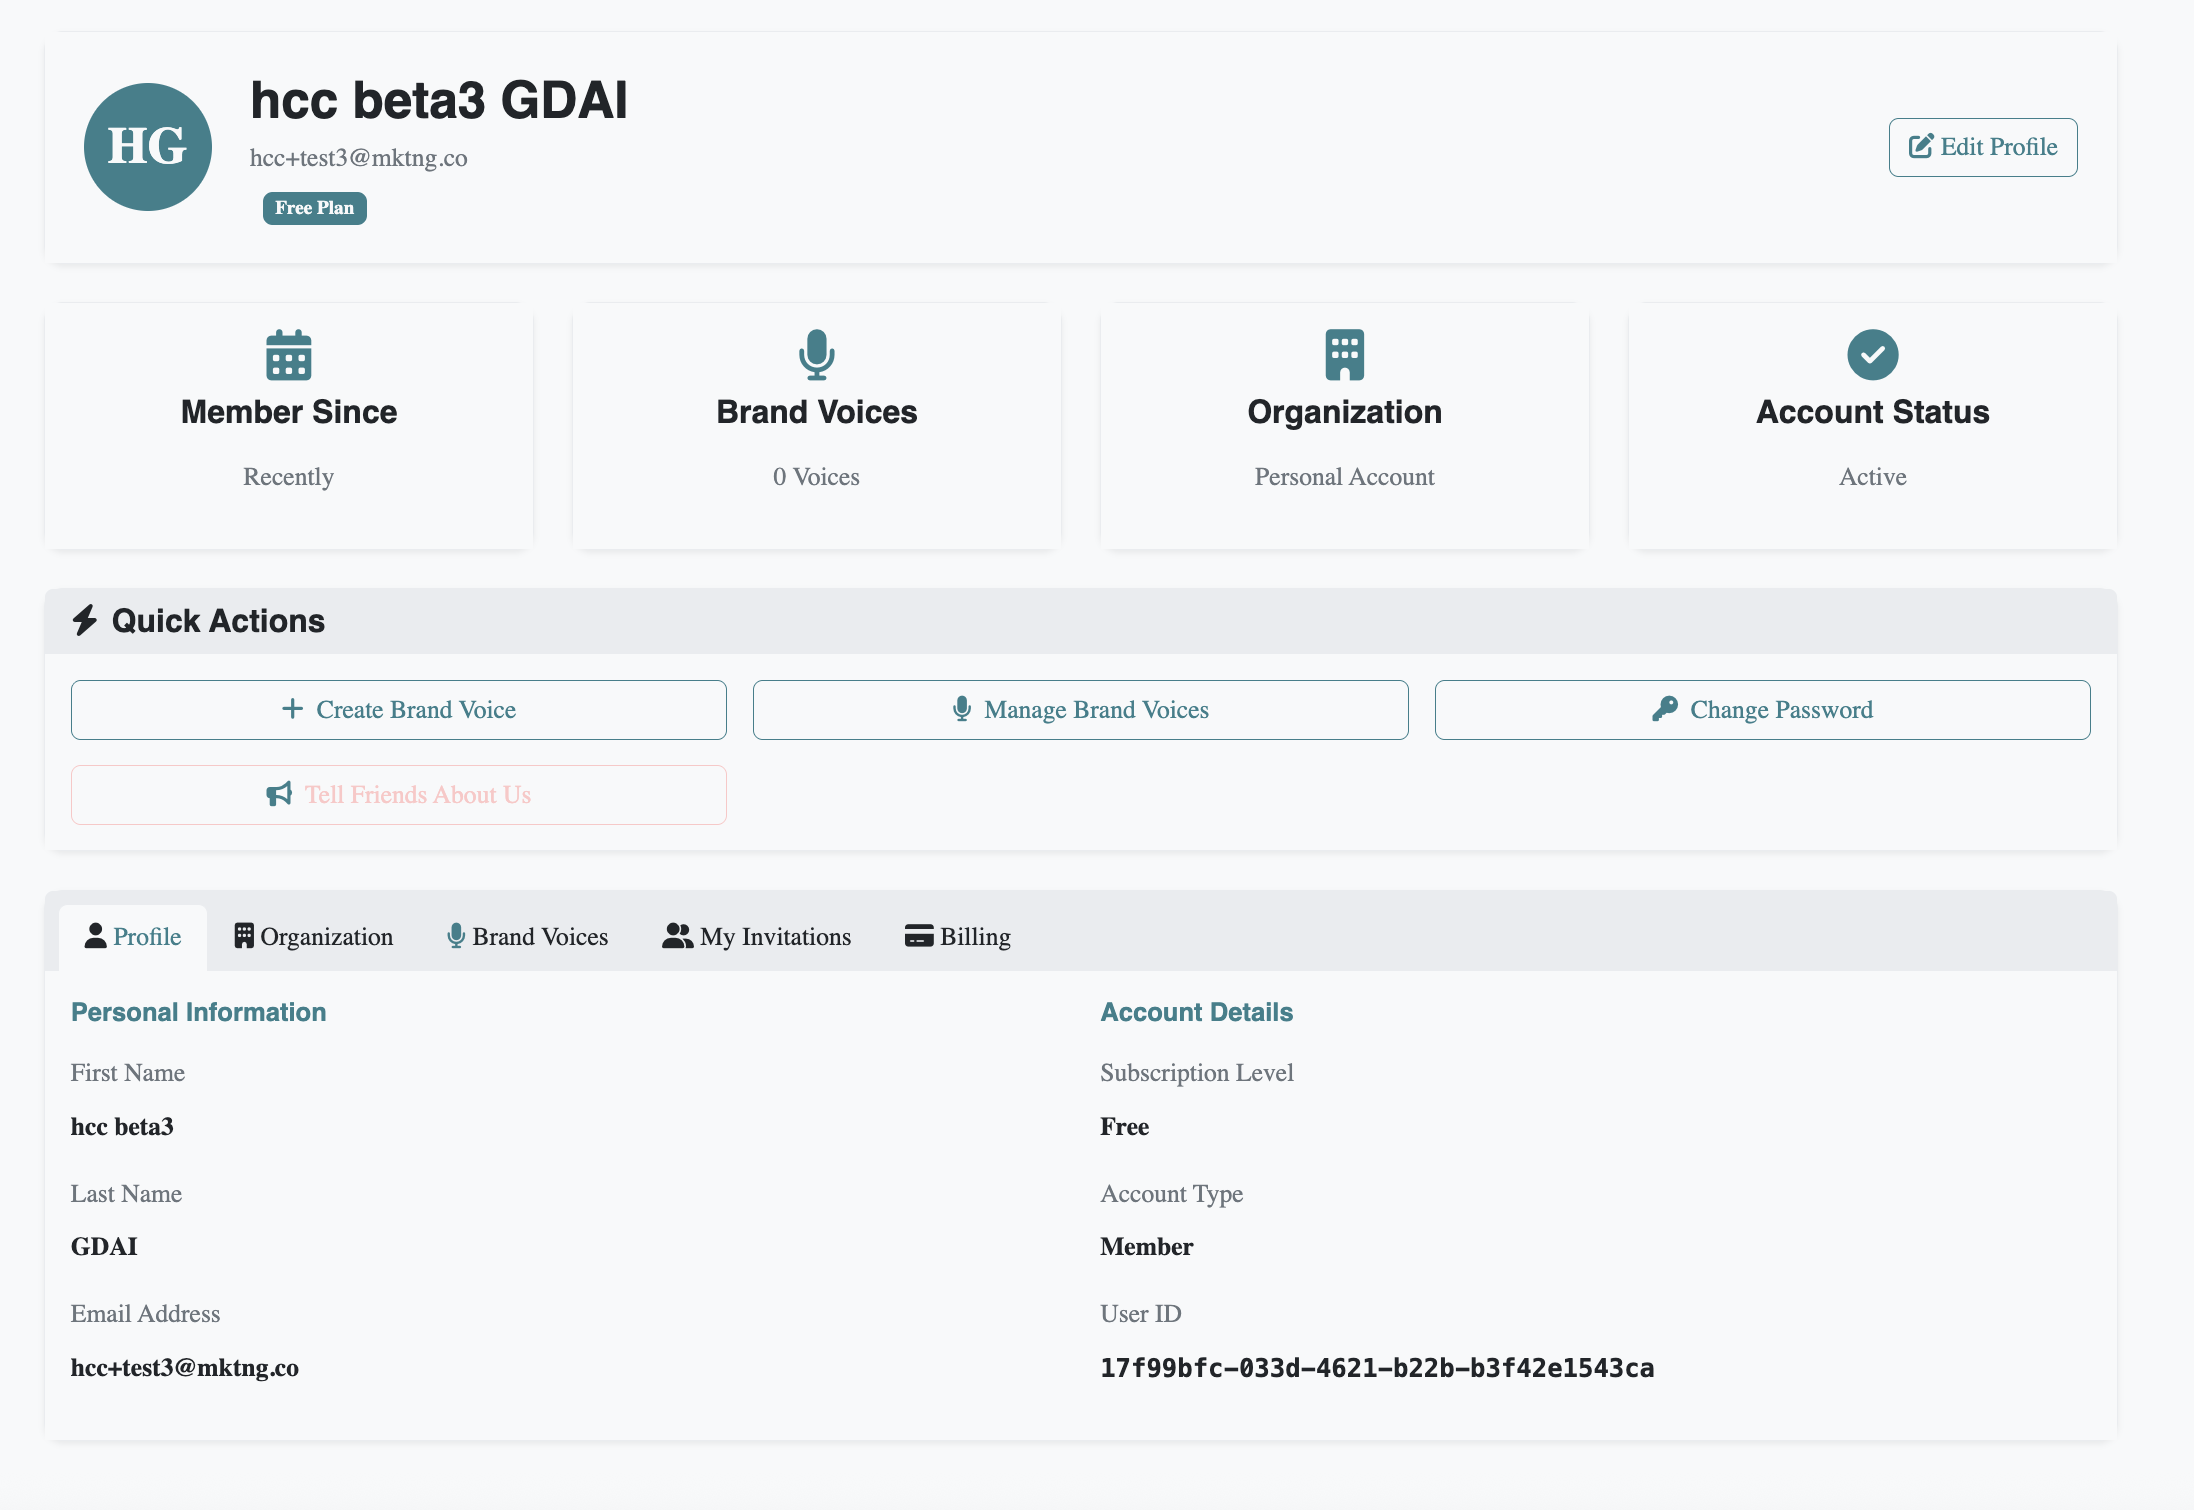 HG
hcc beta3 GDAI
hcc+test3@mktng.co
Free Plan
Edit Profile
Member Since
Recently
Brand Voices
0 Voices
Organization
Personal Account
Account Status
Active
Quick Actions
Create Brand Voice
Manage Brand Voices
Change Password
Tell Friends About Us
Profile
Organization
Brand Voices
My Invitations
Billing
Personal Information
First Name
hcc beta3
Last Name
GDAI
Email Address
hcc+test3@mktng.co
Account Details
Subscription Level
Free
Account Type
Member
User ID
17f99bfc-033d-4621-b22b-b3f42e1543ca